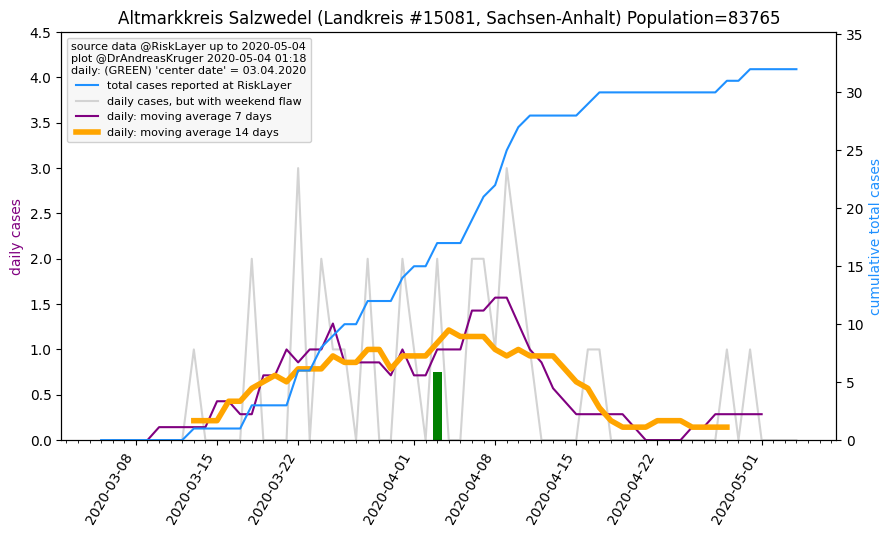 Altmarkkreis Salzwedel (Landkreis #15081, Sachsen-Anhalt) Population=83765
source data @RiskLayer up to 2020-05-04
plot @DrAndreasKruger 2020-05-04 01:18
daily: (GREEN) 'center date' = 03.04.2020
total cases reported at RiskLayer
daily cases, but with weekend flaw
daily: moving average 7 days
daily: moving average 14 days
daily cases
4.5
4.0
3.5
3.0
2.5
2.0
1.5
1.0
0.5
0.0
35
30
25
20
15
10
5
0
cumulative total cases
2020-03-08
2020-03-15
2020-03-22
2020-04-01
2020-04-08
2020-04-15
2020-04-22
2020-05-01